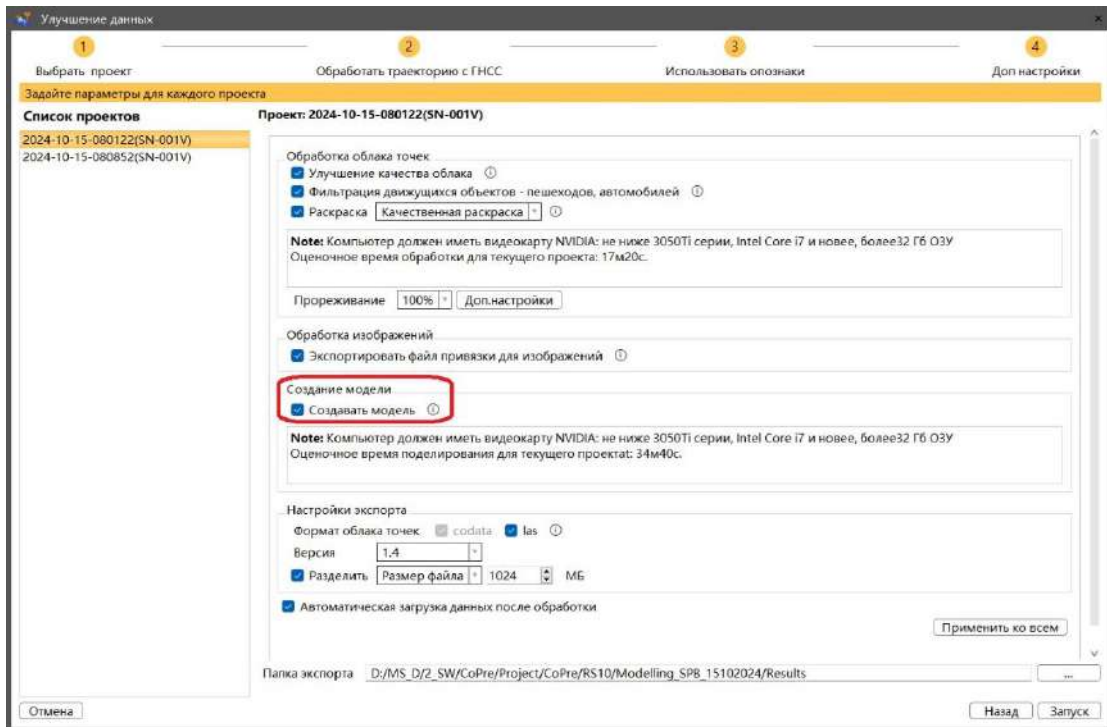 Улучшение данных
1 2 3 4
Выбрать проект Обработать траекторию с ГНСС Использовать опознаки Доп настройки
Задайте параметры для каждого проекта
Список проектов
2024-10-15-080122(SN-001V)
2024-10-15-080852(SN-001V)
Проект: 2024-10-15-080122(SN-001V)
Обработка облака точек
Улучшение качества облака
Фильтрация движущихся объектов - пешеходов, автомобилей
Раскраска Качественная раскраска
Note: Компьютер должен иметь видеокарту NVIDIA: не ниже 3050Ti серии, Intel Core i7 и новее, более32 Гб ОЗУ
Оценочное время обработки для текущего проекта: 17м20с.
Прореживание 100% Доп.настройки
Обработка изображений
Экспортировать файл привязки для изображений
Создание модели
Создавать модель
Note: Компьютер должен иметь видеокарту NVIDIA: не ниже 3050Ti серии, Intel Core i7 и новее, более32 Гб ОЗУ
Оценочное время поделирования для текущего проектаt: 34м40с.
Настройки экспорта
Формат облака точек codata las
Версия 1.4
Разделить Размер файла 1024 МБ
Автоматическая загрузка данных после обработки
Применить ко всем
Папка экспорта D:/MS_D/2_SW/CoPre/Project/CoPre/RS10/Modelling_SPB_15102024/Results ...
Отмена Назад Запуск